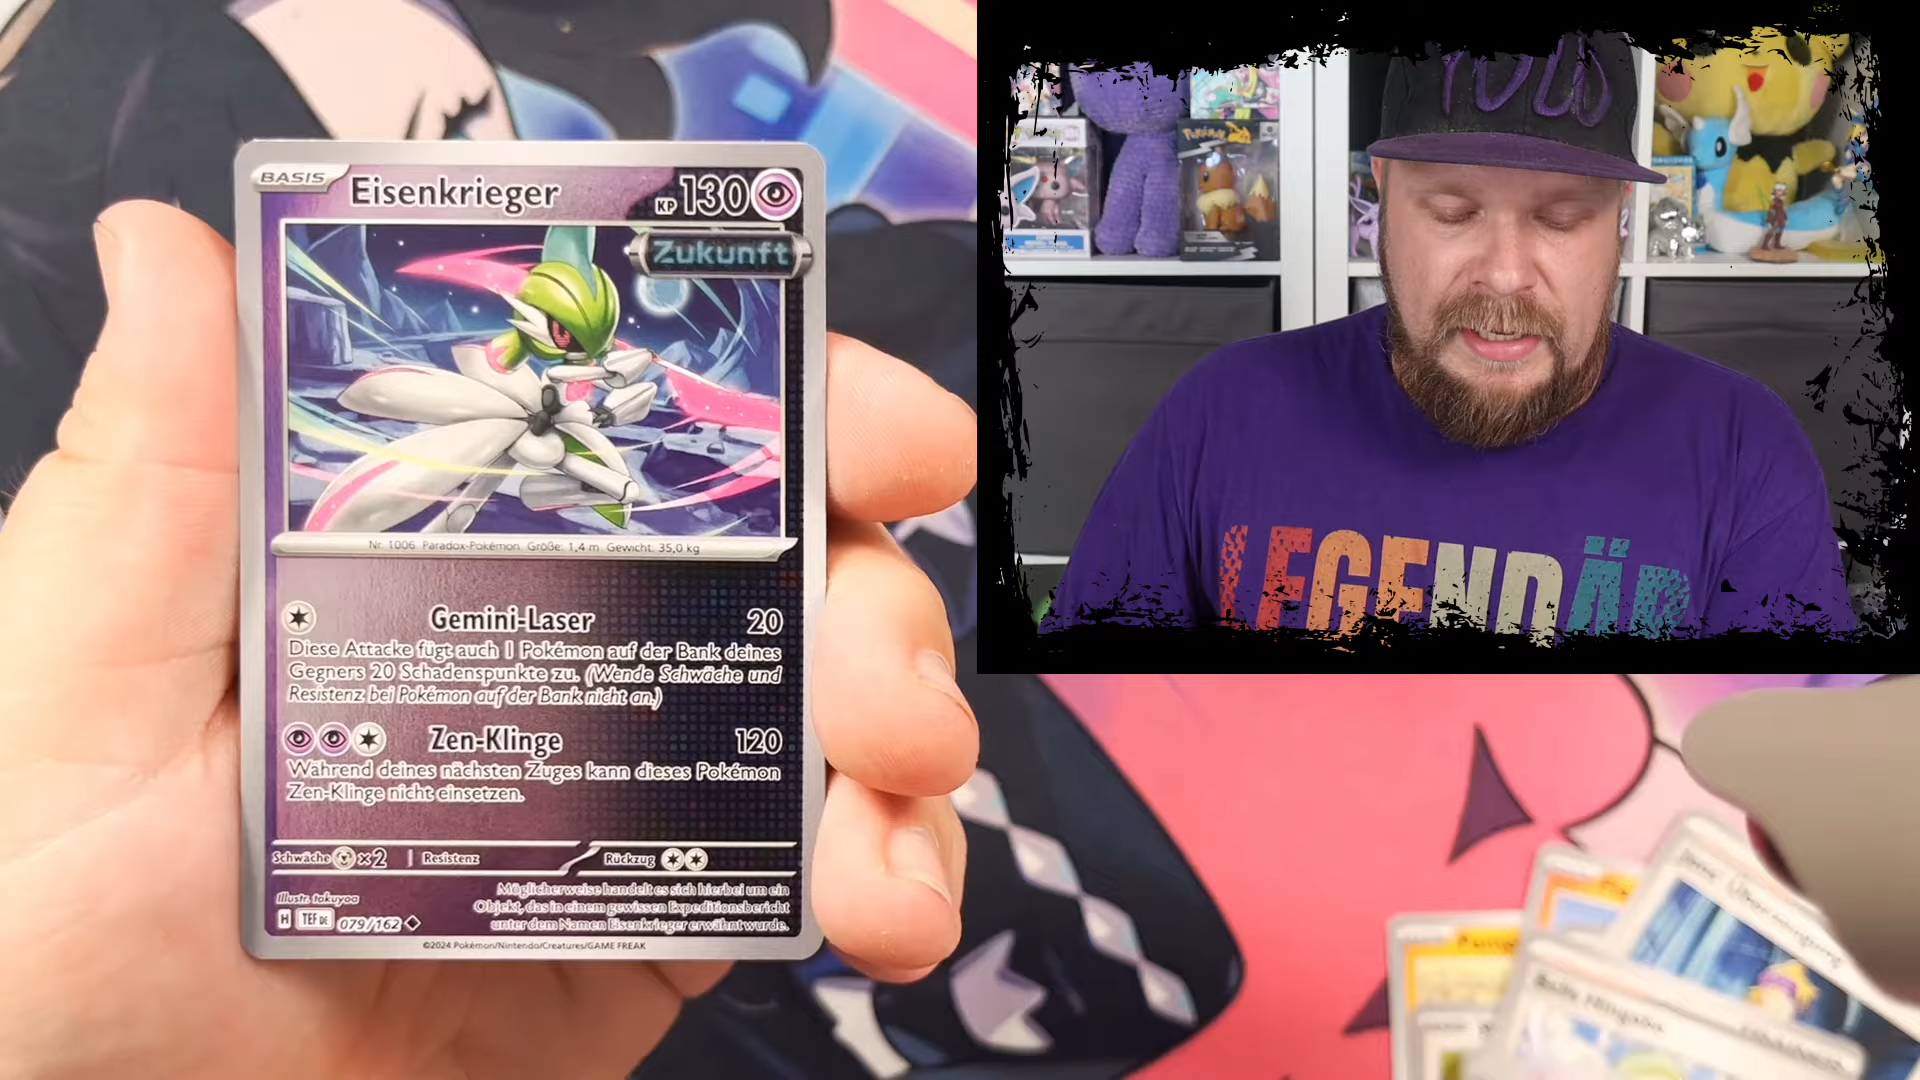 BASIS
Eisenkrieger
KP 130
Zukunft
Nr. 1006 Paradox-Pokémon Größe: 1,4 m Gewicht: 35,0 kg
Gemini-Laser 20
Diese Attacke fügt auch 1 Pokémon auf der Bank deines
Gegners 20 Schadenspunkte zu. (Wende Schwäche und
Resistenz bei Pokémon auf der Bank nicht an.)
Zen-Klinge 120
Während deines nächsten Zuges kann dieses Pokémon
Zen-Klinge nicht einsetzen.
Schwäche ×2 Resistenz Rückzug
Illustr. takuyoa
Möglicherweise handelt es sich hierbei um ein
Objekt, das in einem gewissen Expeditionsbericht
unter dem Namen Eisenkrieger erwähnt wurde.
H TEF DE 079/162
©2024 Pokémon/Nintendo/Creatures/GAME FREAK
YOLO
Pokémon
LEGENDÄR